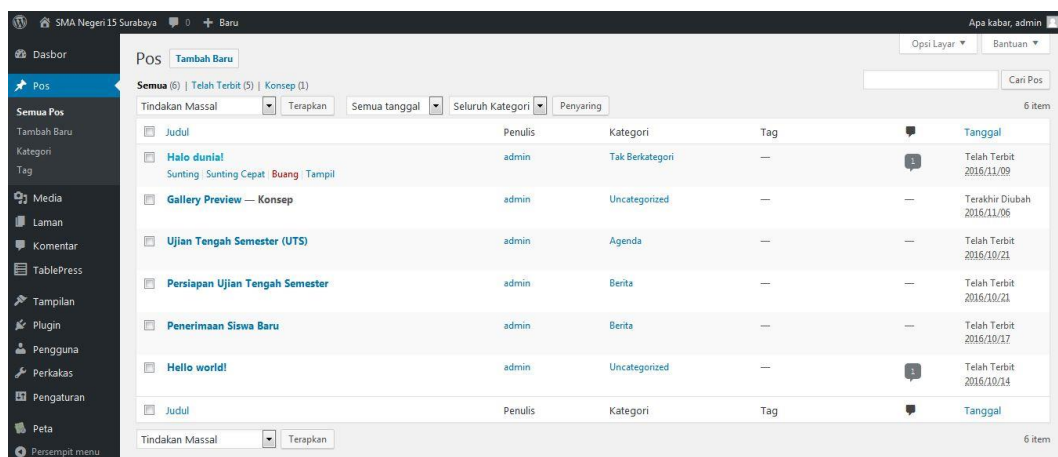 SMA Negeri 15 Surabaya 0 + Baru Apa kabar, admin
Dasbor
Pos
Semua Pos
Tambah Baru
Kategori
Tag
Media
Laman
Komentar
TablePress
Tampilan
Plugin
Pengguna
Perkakas
Pengaturan
Peta
Persempit menu
Opsi Layar Bantuan
Pos Tambah Baru
Semua (6) | Telah Terbit (5) | Konsep (1)
Cari Pos
Tindakan Massal Terapkan Semua tanggal Seluruh Kategori Penyaring 6 item
Judul Penulis Kategori Tag Tanggal
Halo dunia! admin Tak Berkategori — 1 Telah Terbit
Sunting | Sunting Cepat | Buang | Tampil 2016/11/09
Gallery Preview — Konsep admin Uncategorized — — Terakhir Diubah
2016/11/06
Ujian Tengah Semester (UTS) admin Agenda — — Telah Terbit
2016/10/21
Persiapan Ujian Tengah Semester admin Berita — — Telah Terbit
2016/10/21
Penerimaan Siswa Baru admin Berita — — Telah Terbit
2016/10/17
Hello world! admin Uncategorized — 1 Telah Terbit
2016/10/14
Judul Penulis Kategori Tag Tanggal
Tindakan Massal Terapkan 6 item